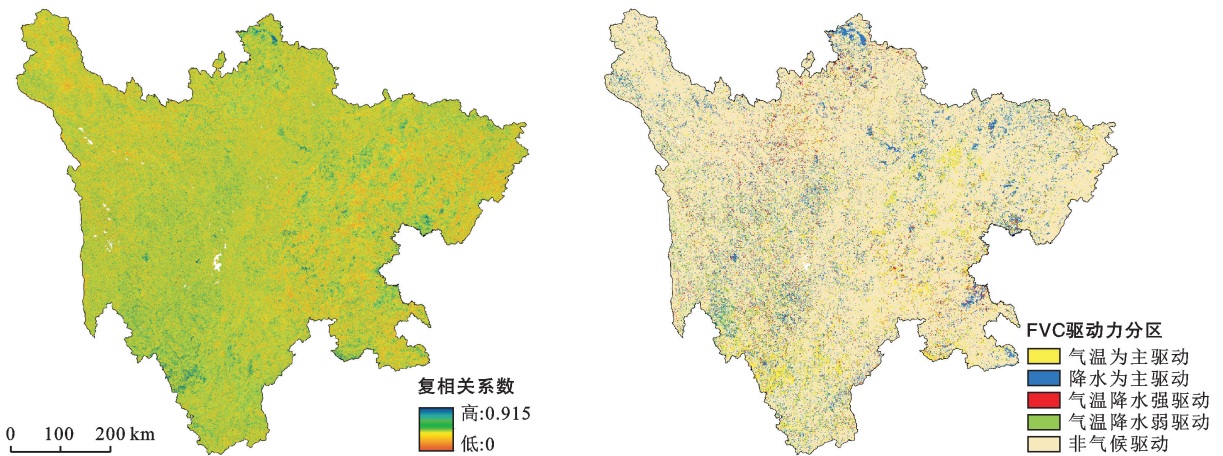 复相关系数
高:0.915
低:0
0 100 200 km
FVC驱动力分区
气温为主驱动
降水为主驱动
气温降水强驱动
气温降水弱驱动
非气候驱动